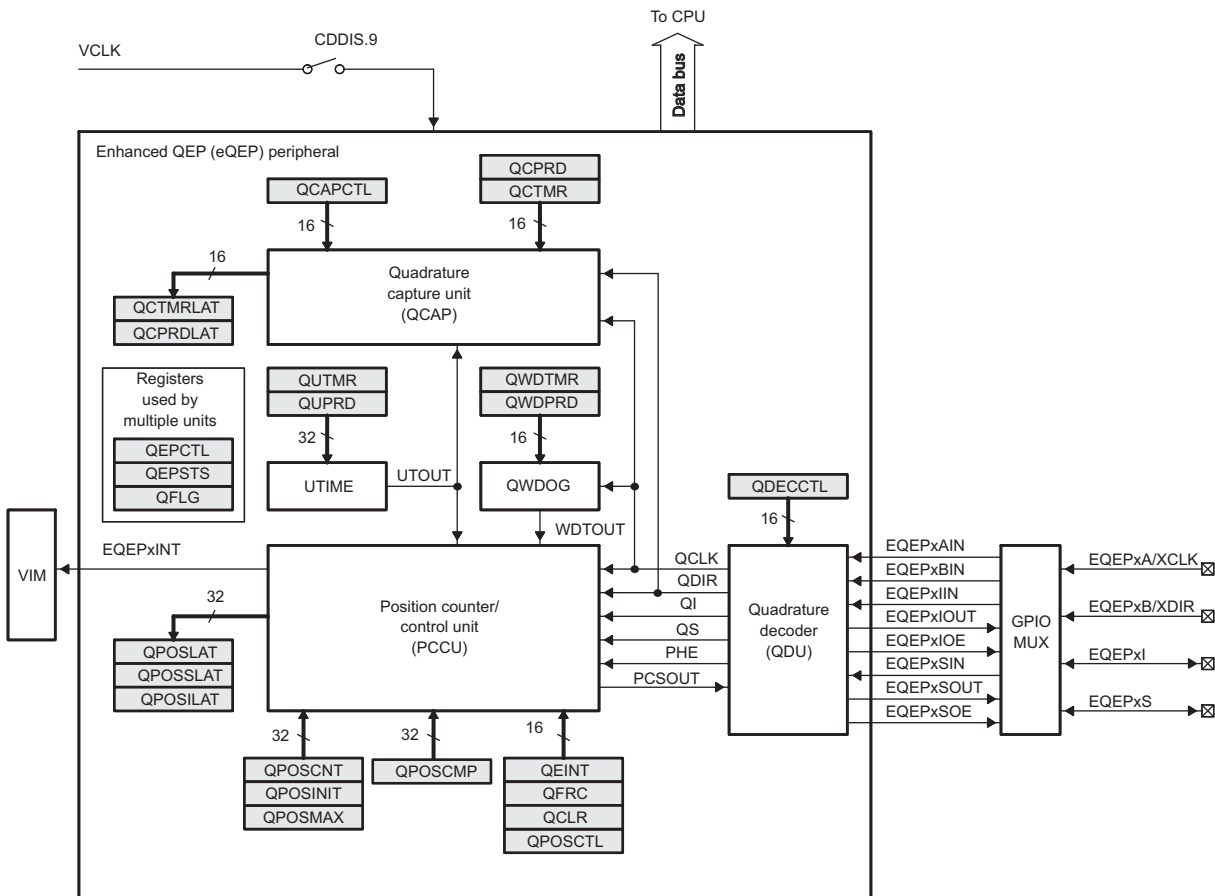 To CPU
VCLK
CDDIS.9
Data bus
Enhanced QEP (eQEP) peripheral
QCPRD
QCAPCTL
QCTMR
16
16
16
Quadrature
capture unit
(QCAP)
QCTMRLAT
QCPRDLAT
Registers
used by
multiple units
QEPCTL
QEPSTS
QFLG
QUTMR
QUPRD
QWDTMR
QWDPRD
32
16
UTIME
UTOUT
QWDOG
WDTOUT
QDECCTL
16
VIM
EQEPxINT
32
QPOSLAT
QPOSSLAT
QPOSILAT
Position counter/
control unit
(PCCU)
QCLK
QDIR
QI
QS
PHE
PCSOUT
Quadrature
decoder
(QDU)
EQEPxAIN
EQEPxBIN
EQEPxIIN
EQEPxIOUT
EQEPxIOE
EQEPxSIN
EQEPxSOUT
EQEPxSOE
GPIO
MUX
EQEPxA/XCLK
EQEPxB/XDIR
EQEPxI
EQEPxS
32
32
16
QPOSCNT
QPOSINIT
QPOSMAX
QPOSCMP
QEINT
QFRC
QCLR
QPOSCTL